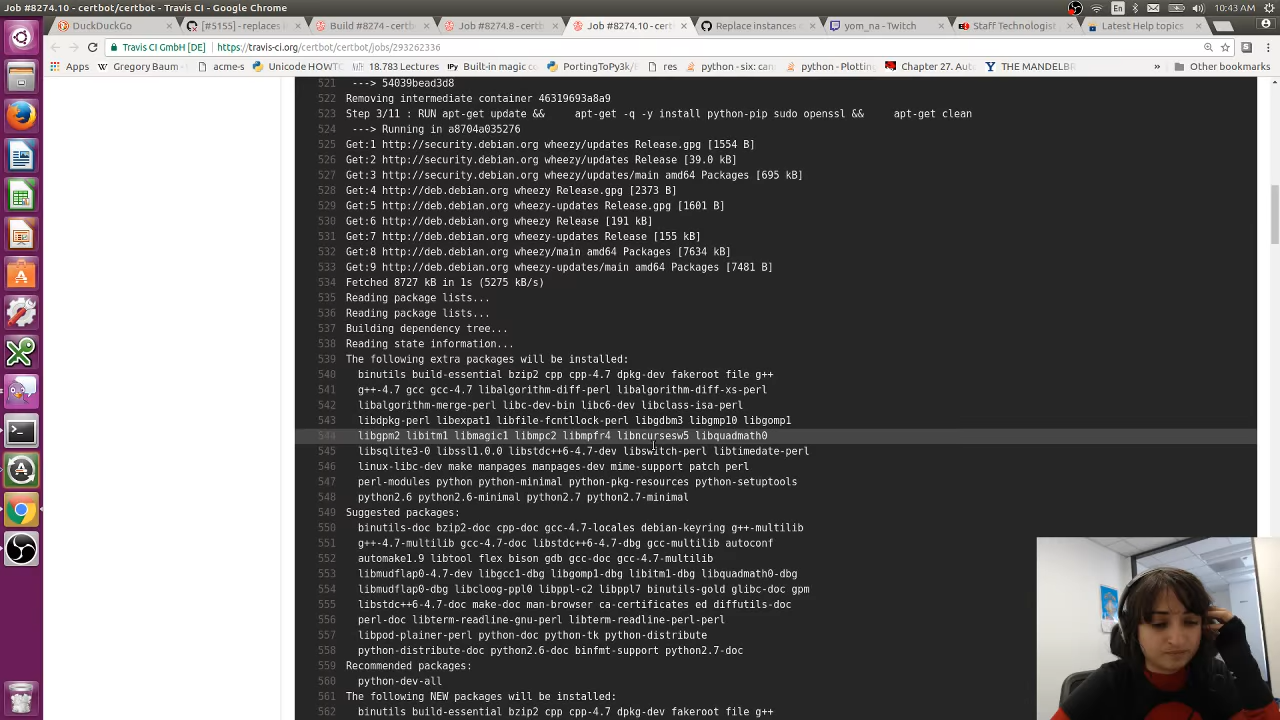 Job #8274.10 - certbot/certbot - Travis CI - Google Chrome
En
10:43 AM
DuckDuckGo
[#5155] - replaces i
Build #8274 - certbo
Job #8274.8 - certbo
Job #8274.10 - certbo
Replace instances o
yom_na - Twitch
Staff Technologist
Latest Help topics
Travis CI GmbH [DE]
https://travis-ci.org/certbot/certbot/jobs/293262336
Apps
Gregory Baum
acme-s
Unicode HOWTO
18.783 Lectures
Built-in magic c
PortingToPy3k/
res
python - six: can
python - Plotting
Chapter 27. Aut
THE MANDELBR
»
Other bookmarks
521 ---> 54039bead3d8
522 Removing intermediate container 46319693a8a9
523 Step 3/11 : RUN apt-get update && apt-get -q -y install python-pip sudo openssl && apt-get clean
524 ---> Running in a8704a035276
525 Get:1 http://security.debian.org wheezy/updates Release.gpg [1554 B]
526 Get:2 http://security.debian.org wheezy/updates Release [39.0 kB]
527 Get:3 http://security.debian.org wheezy/updates/main amd64 Packages [695 kB]
528 Get:4 http://deb.debian.org wheezy Release.gpg [2373 B]
529 Get:5 http://deb.debian.org wheezy-updates Release.gpg [1601 B]
530 Get:6 http://deb.debian.org wheezy Release [191 kB]
531 Get:7 http://deb.debian.org wheezy-updates Release [155 kB]
532 Get:8 http://deb.debian.org wheezy/main amd64 Packages [7634 kB]
533 Get:9 http://deb.debian.org wheezy-updates/main amd64 Packages [7481 B]
534 Fetched 8727 kB in 1s (5275 kB/s)
535 Reading package lists...
536 Reading package lists...
537 Building dependency tree...
538 Reading state information...
539 The following extra packages will be installed:
540 binutils build-essential bzip2 cpp cpp-4.7 dpkg-dev fakeroot file g++
541 g++-4.7 gcc gcc-4.7 libalgorithm-diff-perl libalgorithm-diff-xs-perl
542 libalgorithm-merge-perl libc-dev-bin libc6-dev libclass-isa-perl
543 libdpkg-perl libexpat1 libfile-fcntllock-perl libgdbm3 libgmp10 libgomp1
544 libgpm2 libitm1 libmagic1 libmpc2 libmpfr4 libncursesw5 libquadmath0
545 libsqlite3-0 libssl1.0.0 libstdc++6-4.7-dev libswitch-perl libtimedate-perl
546 linux-libc-dev make manpages manpages-dev mime-support patch perl
547 perl-modules python python-minimal python-pkg-resources python-setuptools
548 python2.6 python2.6-minimal python2.7 python2.7-minimal
549 Suggested packages:
550 binutils-doc bzip2-doc cpp-doc gcc-4.7-locales debian-keyring g++-multilib
551 g++-4.7-multilib gcc-4.7-doc libstdc++6-4.7-dbg gcc-multilib autoconf
552 automake1.9 libtool flex bison gdb gcc-doc gcc-4.7-multilib
553 libmudflap0-4.7-dev libgcc1-dbg libgomp1-dbg libitm1-dbg libquadmath0-dbg
554 libmudflap0-dbg libcloog-ppl0 libppl-c2 libppl7 binutils-gold glibc-doc gpm
555 libstdc++6-4.7-doc make-doc man-browser ca-certificates ed diffutils-doc
556 perl-doc libterm-readline-gnu-perl libterm-readline-perl-perl
557 libpod-plainer-perl python-doc python-tk python-distribute
558 python-distribute-doc python2.6-doc binfmt-support python2.7-doc
559 Recommended packages:
560 python-dev-all
561 The following NEW packages will be installed:
562 binutils build-essential bzip2 cpp cpp-4.7 dpkg-dev fakeroot file g++